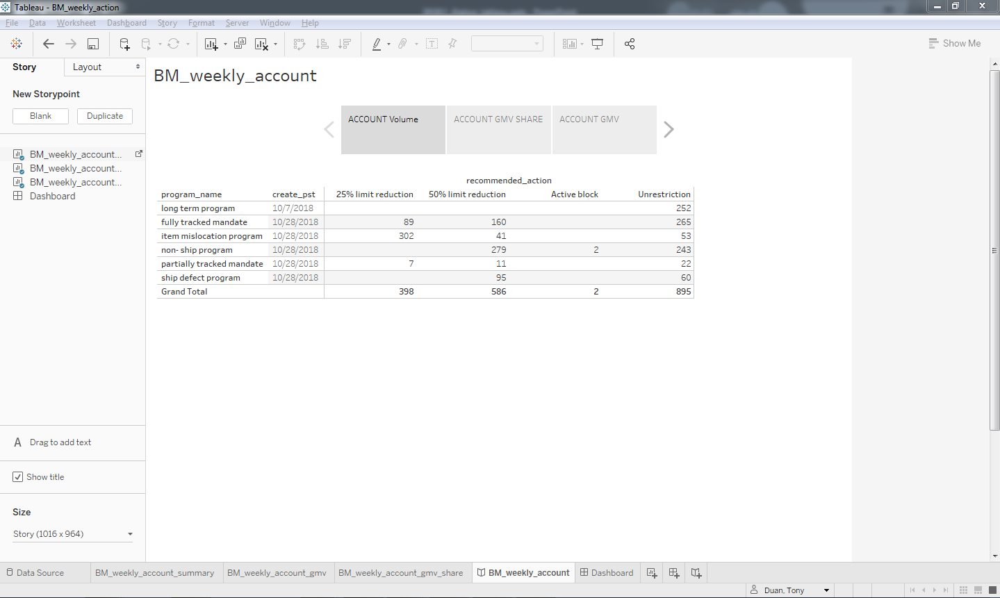 Tableau - BM_weekly_action
File Data Worksheet Dashboard Story Format Server Window Help
Show Me
Story Layout
New Storypoint
Blank Duplicate
BM_weekly_account...
BM_weekly_account...
BM_weekly_account...
Dashboard
A Drag to add text
Show title
Size
Story (1016 x 964)
BM_weekly_account
ACCOUNT Volume ACCOUNT GMV SHARE ACCOUNT GMV
recommended_action
program_name create_pst 25% limit reduction 50% limit reduction Active block Unrestriction
long term program 10/7/2018 252
fully tracked mandate 10/28/2018 89 160 265
item mislocation program 10/28/2018 302 41 53
non- ship program 10/28/2018 279 2 243
partially tracked mandate 10/28/2018 7 11 22
ship defect program 10/28/2018 95 60
Grand Total 398 586 2 895
Data Source BM_weekly_account_summary BM_weekly_account_gmv BM_weekly_account_gmv_share BM_weekly_account Dashboard
Duan, Tony